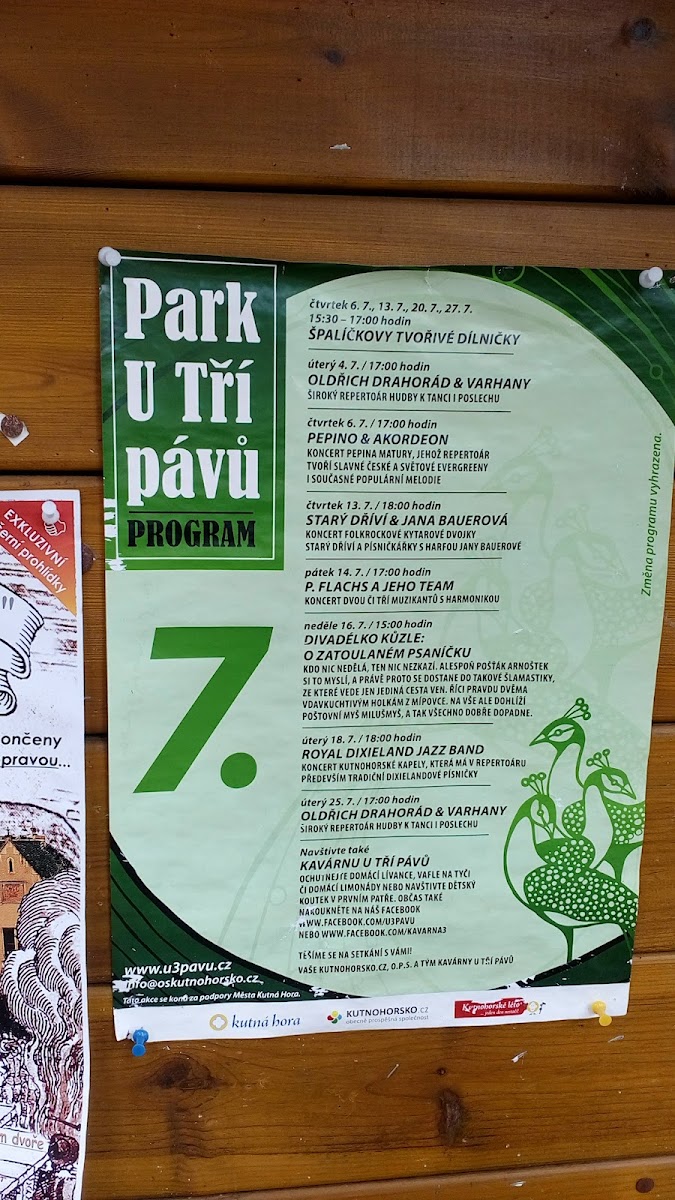 Park
U Tří
pávů
PROGRAM
7.
čtvrtek 6. 7., 13. 7., 20. 7., 27. 7.
15:30 – 17:00 hodin
ŠPALÍČKOVY TVOŘIVÉ DÍLNIČKY
úterý 4. 7. / 17:00 hodin
OLDŘICH DRAHORÁD & VARHANY
ŠIROKÝ REPERTOÁR HUDBY K TANCI I POSLECHU
čtvrtek 6. 7. / 17:00 hodin
PEPINO & AKORDEON
KONCERT PEPINA MATURY, JEHOŽ REPERTOÁR
TVOŘÍ SLAVNÉ ČESKÉ A SVĚTOVÉ EVERGREENY
I SOUČASNÉ POPULÁRNÍ MELODIE
čtvrtek 13. 7. / 18:00 hodin
STARÝ DŘÍVÍ & JANA BAUEROVÁ
KONCERT FOLKROCKOVÉ KYTAROVÉ DVOJKY
STARÝ DŘÍVÍ A PÍSNIČKÁŘKY S HARFOU JANY BAUEROVÉ
pátek 14. 7. / 17:00 hodin
P. FLACHS A JEHO TEAM
KONCERT DVOU ČI TŘÍ MUZIKANTŮ S HARMONIKOU
neděle 16. 7. / 15:00 hodin
DIVADÉLKO KŮZLE:
O ZATOULANÉM PSANÍČKU
KDO NIC NEDĚLÁ, TEN NIC NEZKAZÍ. ALESPOŇ POŠŤÁK ARNOŠTEK
SI TO MYSLÍ, A PRÁVĚ PROTO SE DOSTANE DO TAKOVÉ ŠLAMASTIKY,
ZE KTERÉ VEDE JEN JEDINÁ CESTA VEN. ŘÍCI PRAVDU DVĚMA
VDAVKUCHTIVÝM HOLKÁM Z MÍPOVCE. NA VŠE ALE DOHLÍŽÍ
POŠTOVNÍ MYŠ MILUŠMYŠ, A TAK VŠECHNO DOBŘE DOPADNE.
úterý 18. 7. / 18:00 hodin
ROYAL DIXIELAND JAZZ BAND
KONCERT KUTNOHORSKÉ KAPELY, KTERÁ MÁ V REPERTOÁRU
PŘEDEVŠÍM TRADIČNÍ DIXIELANDOVÉ PÍSNIČKY
úterý 25. 7. / 17:00 hodin
OLDŘICH DRAHORÁD & VARHANY
ŠIROKÝ REPERTOÁR HUDBY K TANCI I POSLECHU
Navštivte také
KAVÁRNU U TŘÍ PÁVŮ
OCHUTNEJTE DOMÁCÍ LÍVANCE, VAFLE NA TYČI
ČI DOMÁCÍ LIMONÁDY NEBO NAVŠTIVTE DĚTSKÝ
KOUTEK V PRVNÍM PATŘE. OBČAS TAKÉ
NAKOUKNĚTE NA NÁŠ FACEBOOK
WWW.FACEBOOK.COM/U3PAVU
NEBO WWW.FACEBOOK.COM/KAVARNA3
TĚŠÍME SE NA SETKÁNÍ S VÁMI!
VAŠE KUTNOHORSKO.CZ, O.P.S. A TÝM KAVÁRNY U TŘÍ PÁVŮ
Změna programu vyhrazena.
www.u3pavu.cz
info@oskutnohorsko.cz
Tato akce se koná za podpory Města Kutná Hora.
kutná hora
KUTNOHORSKO.CZ
obecně prospěšná společnost
Kutnohorské léto
EXKLUZIVNÍ
černí prohlídky
ončeny
pravou...
m dvoře